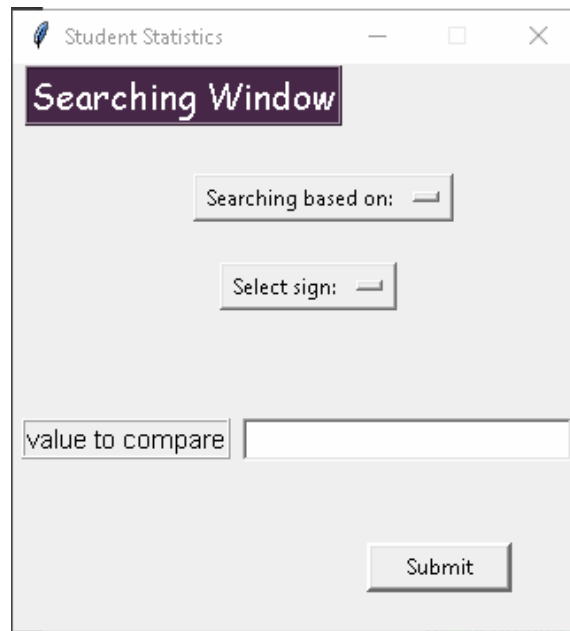 Student Statistics
Searching Window
Searching based on:
Select sign:
value to compare
Submit